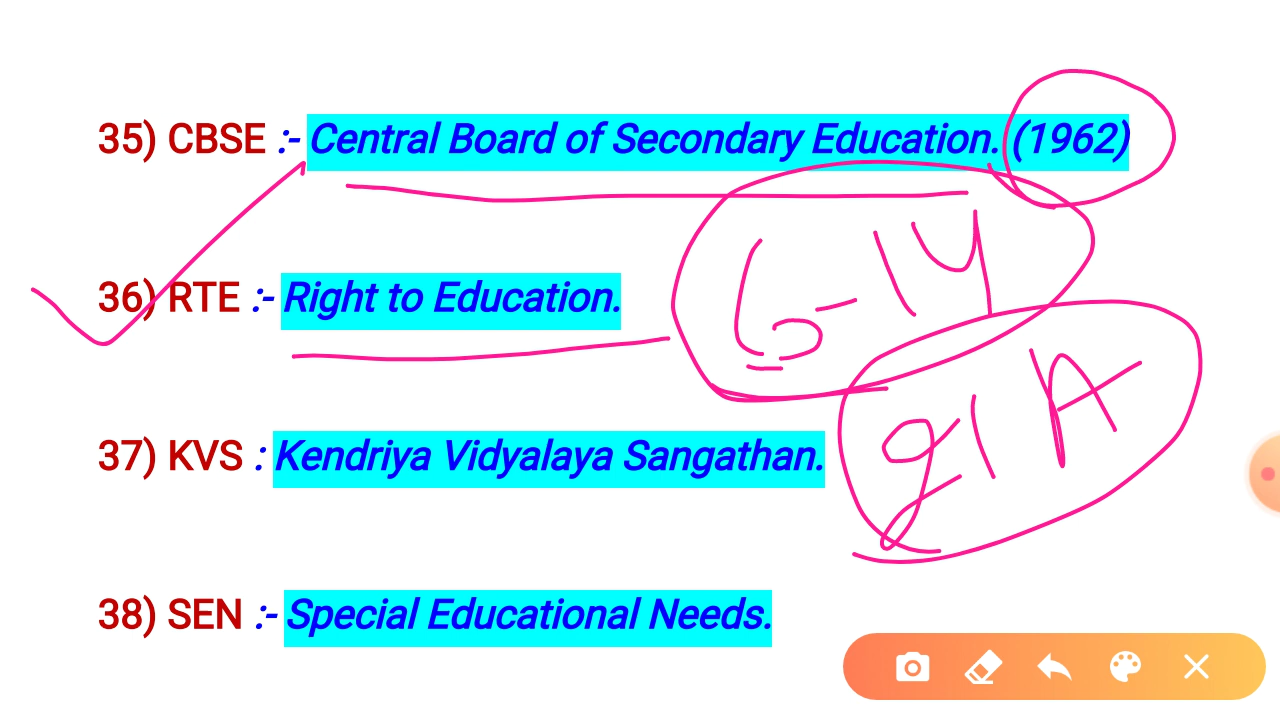 35) CBSE :- Central Board of Secondary Education. (1962)
6-14
36) RTE :- Right to Education.
21A
37) KVS : Kendriya Vidyalaya Sangathan.
38) SEN :- Special Educational Needs.